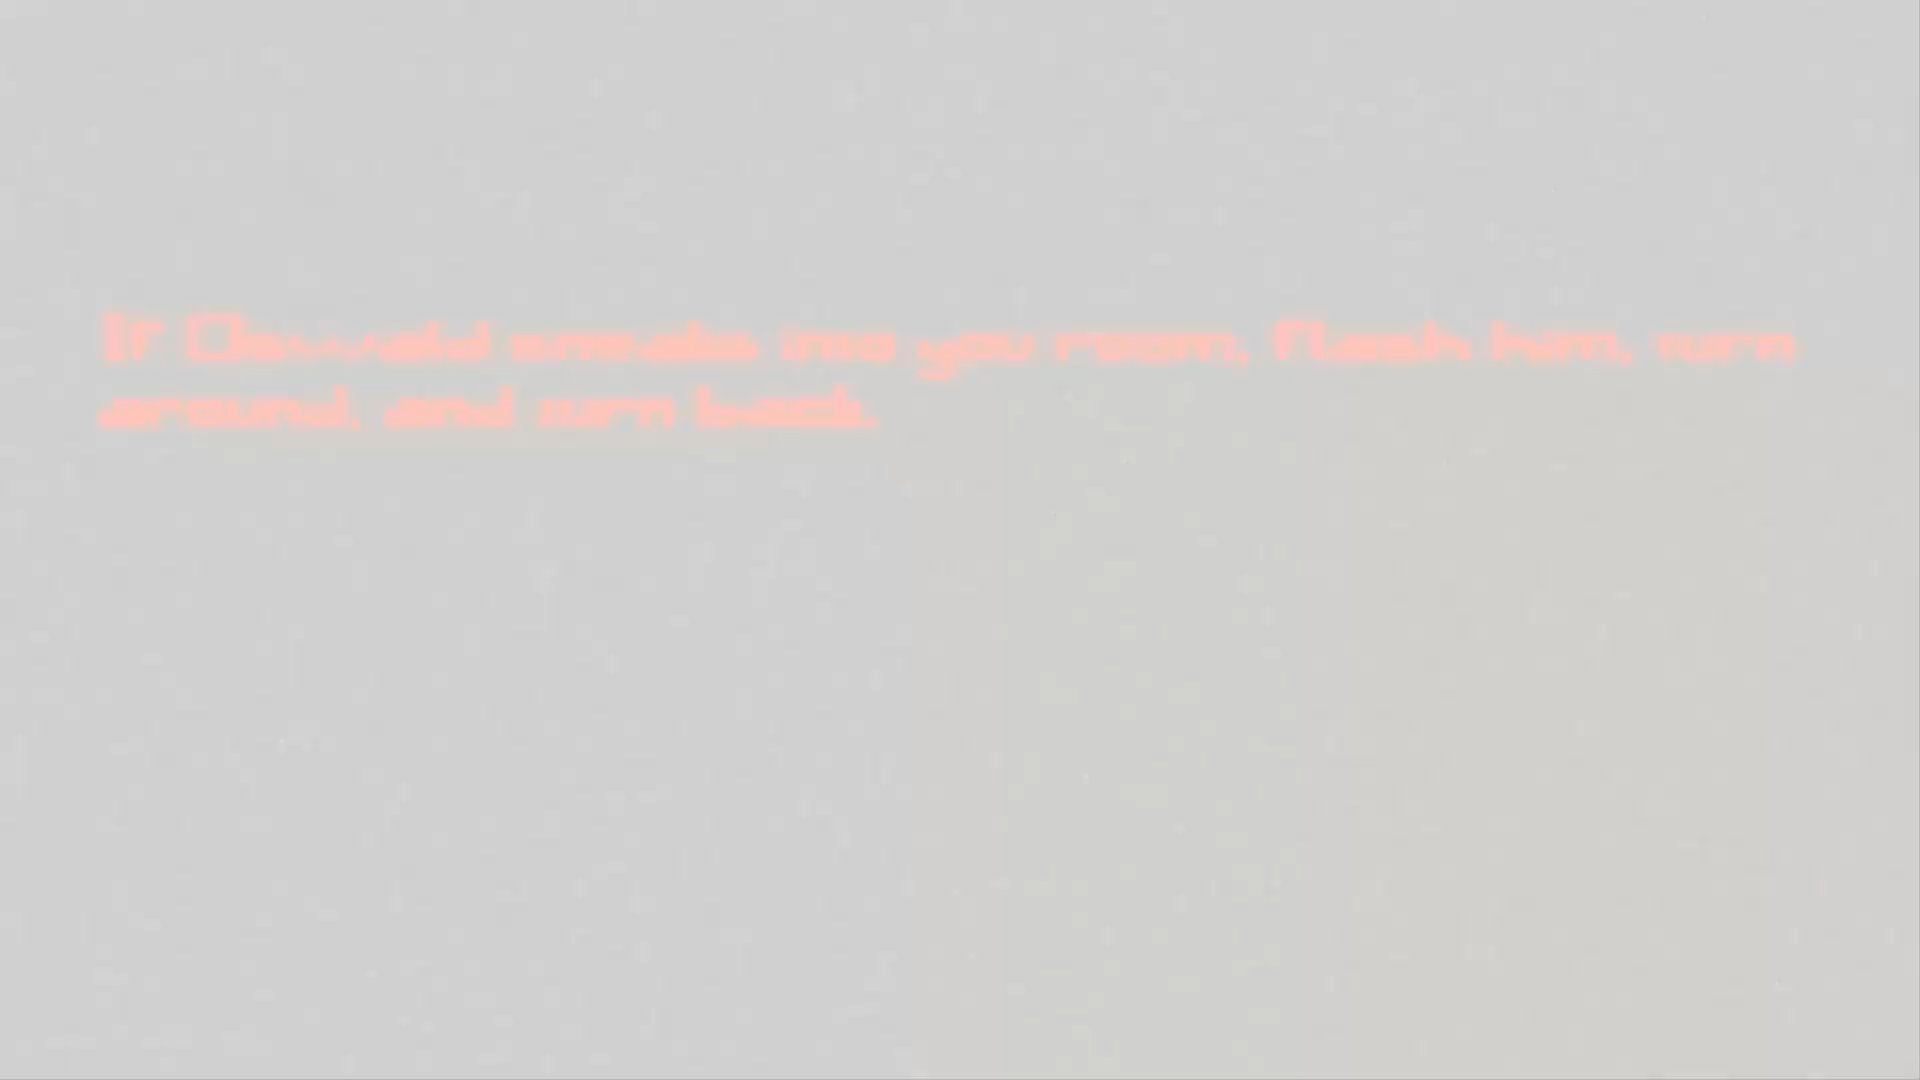 If Oswald sneaks into you room, flash him, turn
around, and turn back.